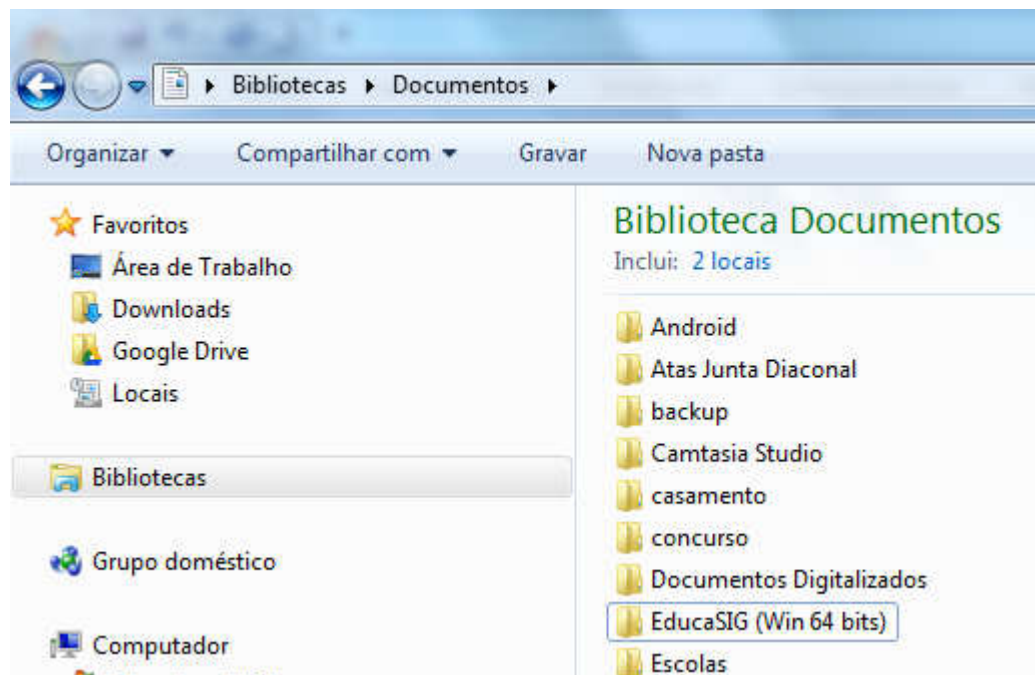 Bibliotecas Documentos
Organizar Compartilhar com Gravar Nova pasta
Favoritos
Área de Trabalho
Downloads
Google Drive
Locais
Bibliotecas
Grupo doméstico
Computador
Biblioteca Documentos
Inclui: 2 locais
Android
Atas Junta Diaconal
backup
Camtasia Studio
casamento
concurso
Documentos Digitalizados
EducaSIG (Win 64 bits)
Escolas